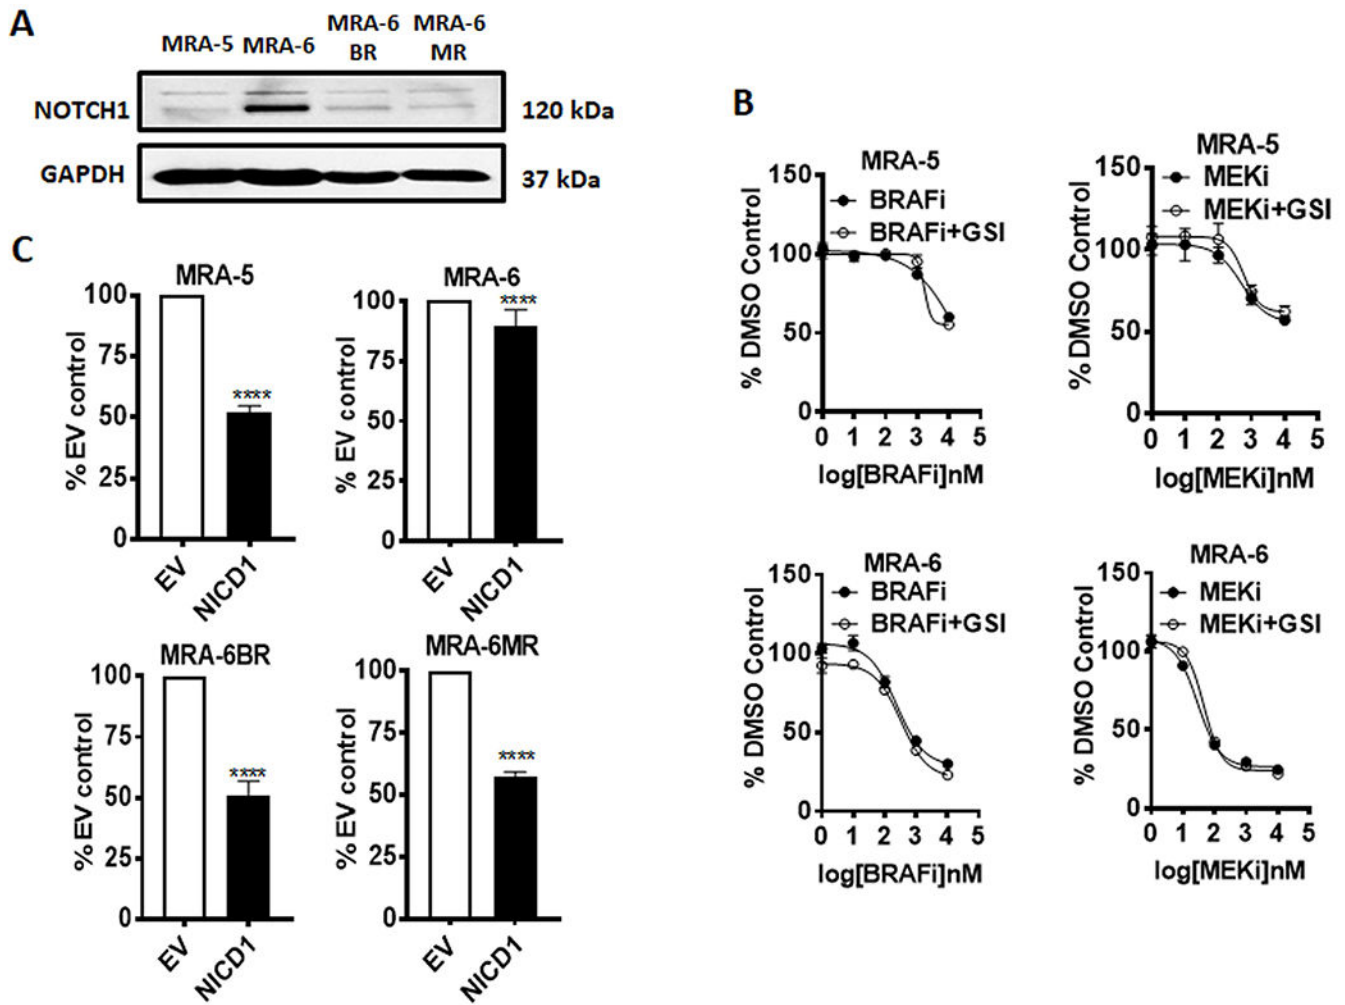 A
MRA-5
MRA-6
MRA-6
BR
MRA-6
MR
NOTCH1
120 kDa
GAPDH
37 kDa
B
MRA-5
BRAFi
BRAFi+GSI
% DMSO Control
150
100
50
0
0 1 2 3 4 5
log[BRAFi]nM
MRA-5
MEKi
MEKi+GSI
% DMSO Control
150
100
50
0
0 1 2 3 4 5
log[MEKi]nM
MRA-6
BRAFi
BRAFi+GSI
% DMSO Control
150
100
50
0
0 1 2 3 4 5
log[BRAFi]nM
MRA-6
MEKi
MEKi+GSI
% DMSO Control
150
100
50
0
0 1 2 3 4 5
log[MEKi]nM
C
MRA-5
% EV control
100
75
50
25
0
****
EV
NICD1
MRA-6
% EV control
100
75
50
25
0
****
EV
NICD1
MRA-6BR
% EV control
100
75
50
25
0
****
EV
NICD1
MRA-6MR
% EV control
100
75
50
25
0
****
EV
NICD1